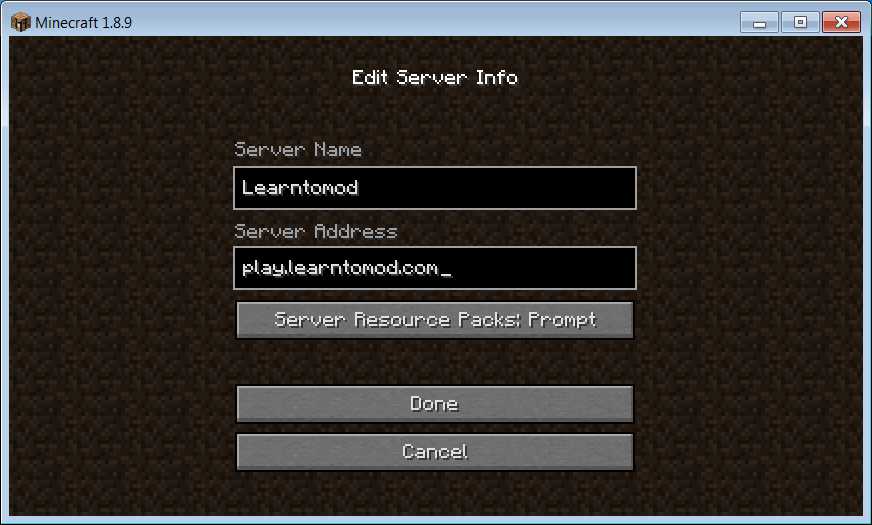 Minecraft 1.8.9
Edit Server Info
Server Name
Learntomod
Server Address
play.learntomod.com_
Server Resource Packs: Prompt
Done
Cancel